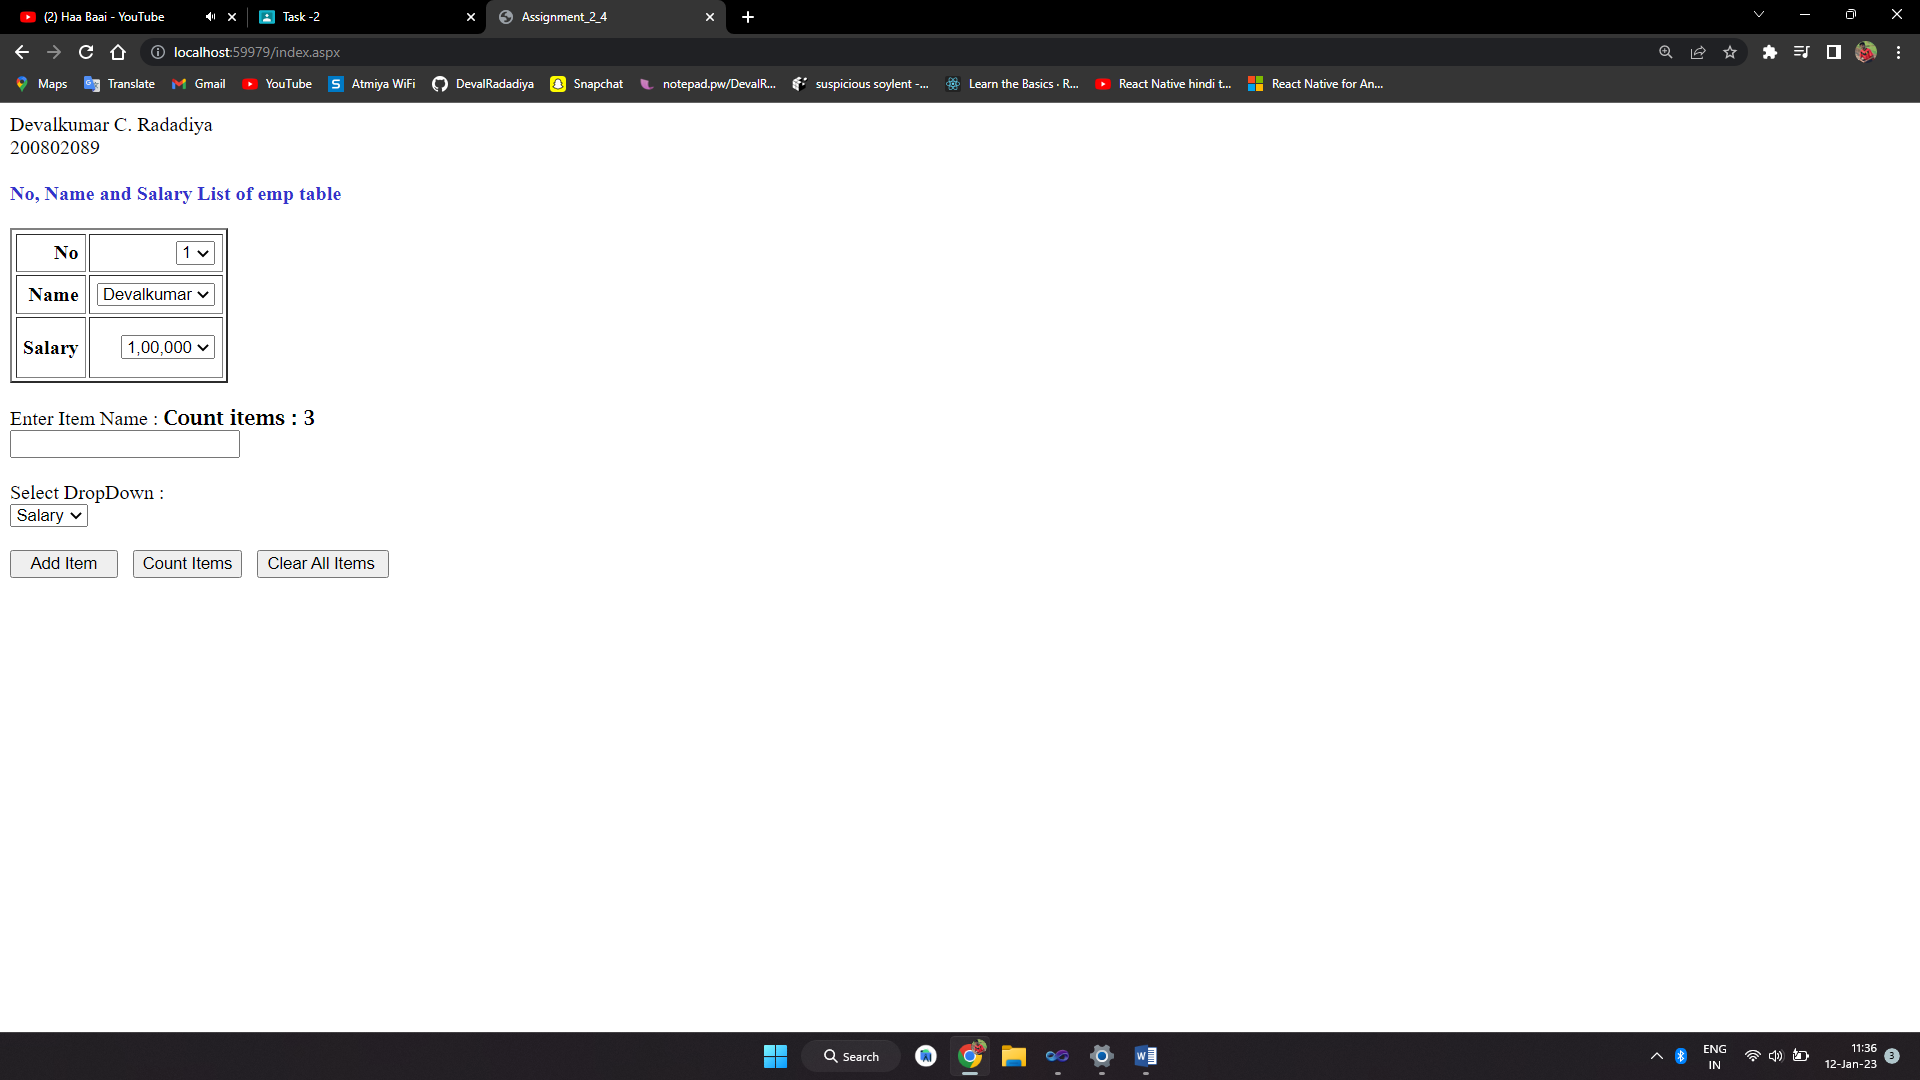 (2) Haa Baai - YouTube
Task -2
Assignment_2_4
localhost:59979/index.aspx
Maps
Translate
Gmail
YouTube
Atmiya WiFi
DevalRadadiya
Snapchat
notepad.pw/DevalR...
suspicious soylent -...
Learn the Basics · R...
React Native hindi t...
React Native for An...
Devalkumar C. Radadiya
200802089
No, Name and Salary List of emp table
No 1
Name Devalkumar
Salary 1,00,000
Enter Item Name : Count items : 3
Select DropDown :
Salary
Add Item Count Items Clear All Items
Search
ENG
IN
11:36
12-Jan-23
3